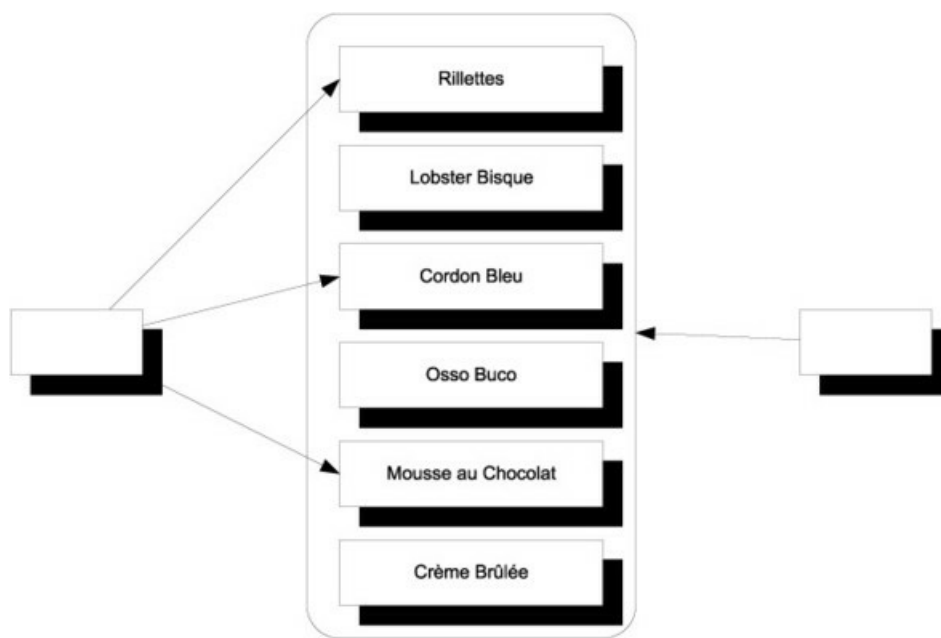 Rillettes
Lobster Bisque
Cordon Bleu
Osso Buco
Mousse au Chocolat
Crème Brûlée